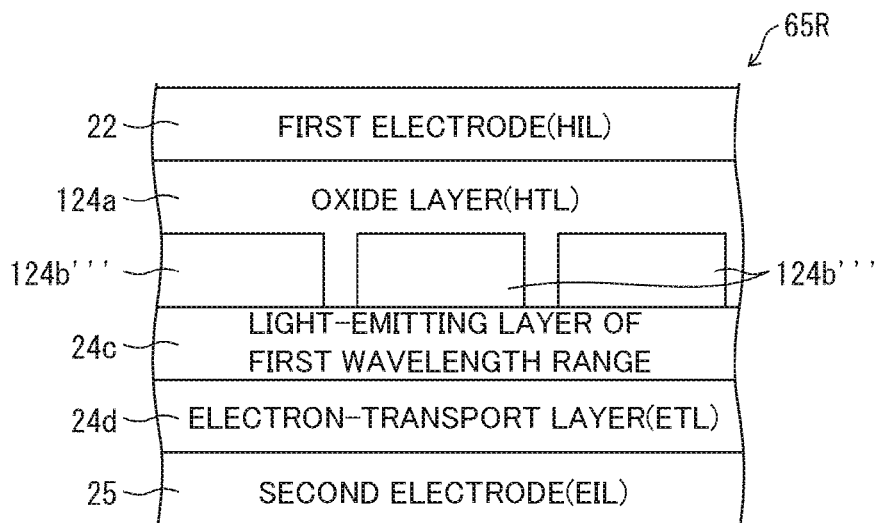 65R
22
FIRST ELECTRODE(HIL)
124a
OXIDE LAYER(HTL)
124b'''
124b'''
24c
LIGHT-EMITTING LAYER OF
FIRST WAVELENGTH RANGE
24d
ELECTRON-TRANSPORT LAYER(ETL)
25
SECOND ELECTRODE(EIL)